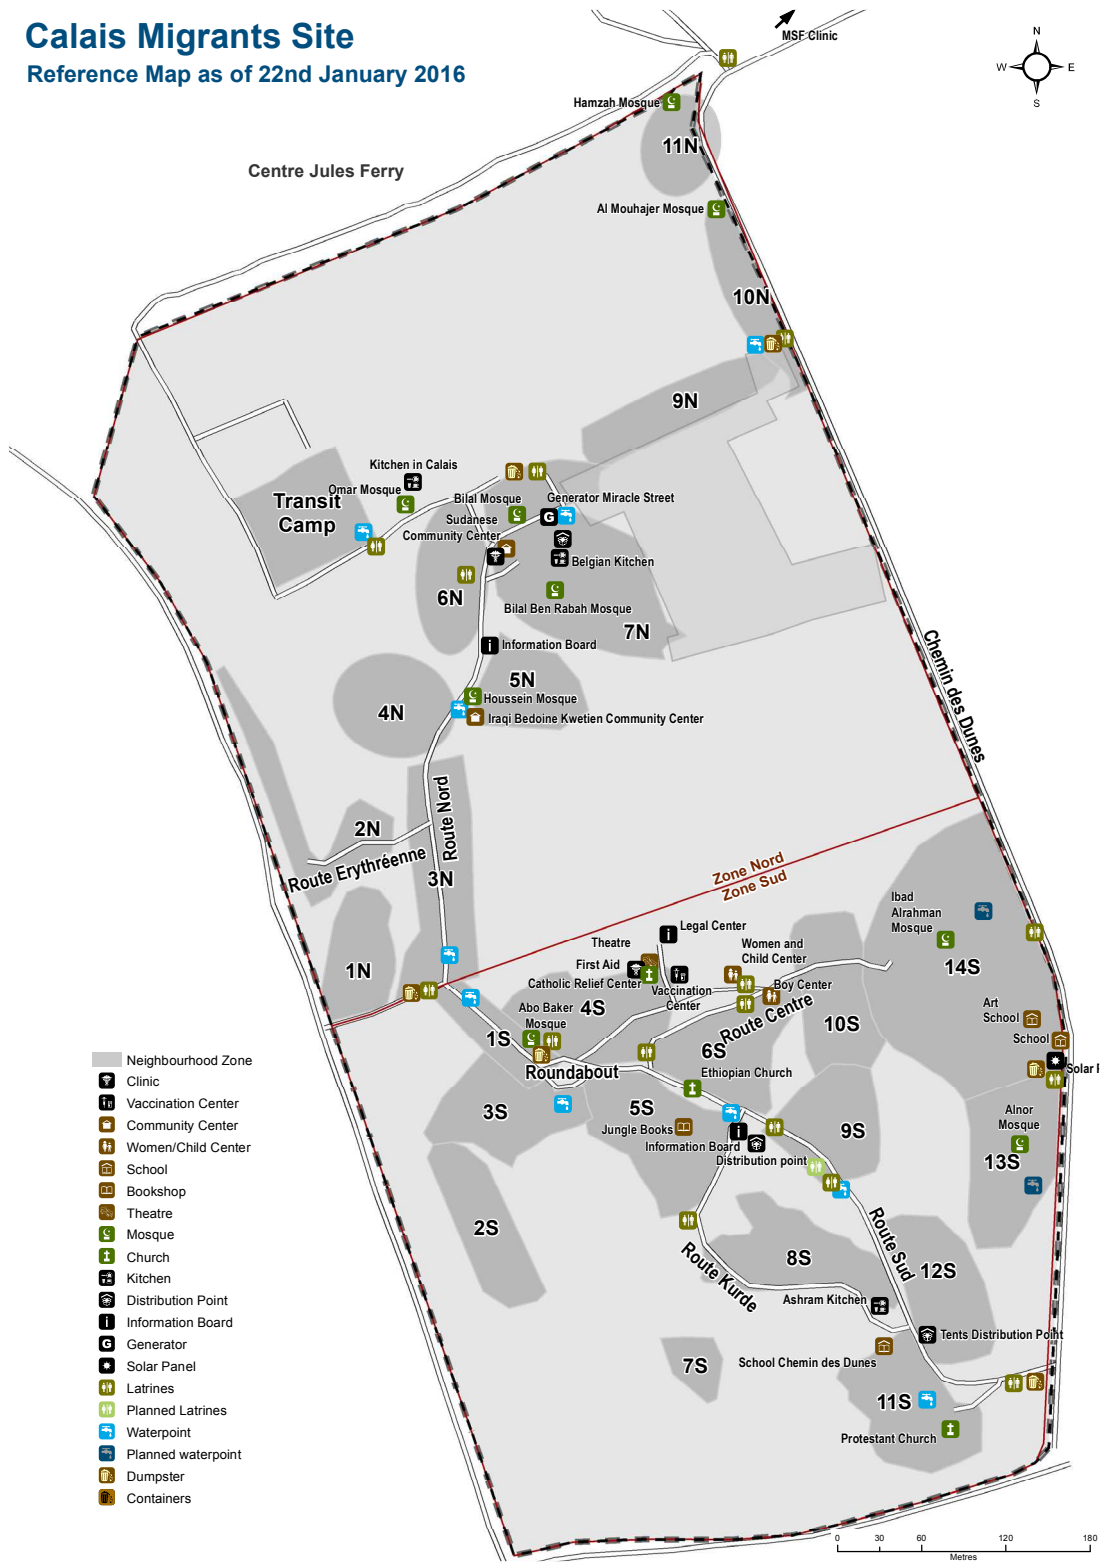 Calais Migrants Site
Reference Map as of 22nd January 2016
MSF Clinic
N
W
E
S
Hamzah Mosque
11N
Centre Jules Ferry
Al Mouhajer Mosque
10N
9N
Kitchen in Calais
Omar Mosque
Transit
Camp
Bilal Mosque
Generator Miracle Street
G
Sudanese
Community Center
Belgian Kitchen
6N
Bilal Ben Rabah Mosque
7N
i
Information Board
5N
Houssein Mosque
4N
Iraqi Bedoine Kwetien Community Center
Chemin des Dunes
Route Nord
2N
Route Erythréenne
3N
Zone Nord
Zone Sud
Ibad
Alrahman
Mosque
i
Legal Center
Theatre
Women and
Child Center
First Aid
14S
1N
Catholic Relief Center
Vaccination
Center
Boy Center
Abo Baker
Mosque
4S
Route Centre
10S
Art
School
1S
6S
School
Roundabout
Ethiopian Church
Solar P
3S
5S
Alnor
Mosque
Jungle Books
9S
i
Information Board
Distribution point
13S
2S
Route Sud
Route Kurde
8S
12S
Ashram Kitchen
Tents Distribution Point
7S
School Chemin des Dunes
11S
Protestant Church
Neighbourhood Zone
Clinic
Vaccination Center
Community Center
Women/Child Center
School
Bookshop
Theatre
Mosque
Church
Kitchen
Distribution Point
i
Information Board
G
Generator
Solar Panel
Latrines
Planned Latrines
Waterpoint
Planned waterpoint
Dumpster
Containers
0 30 60 120 180
Metres